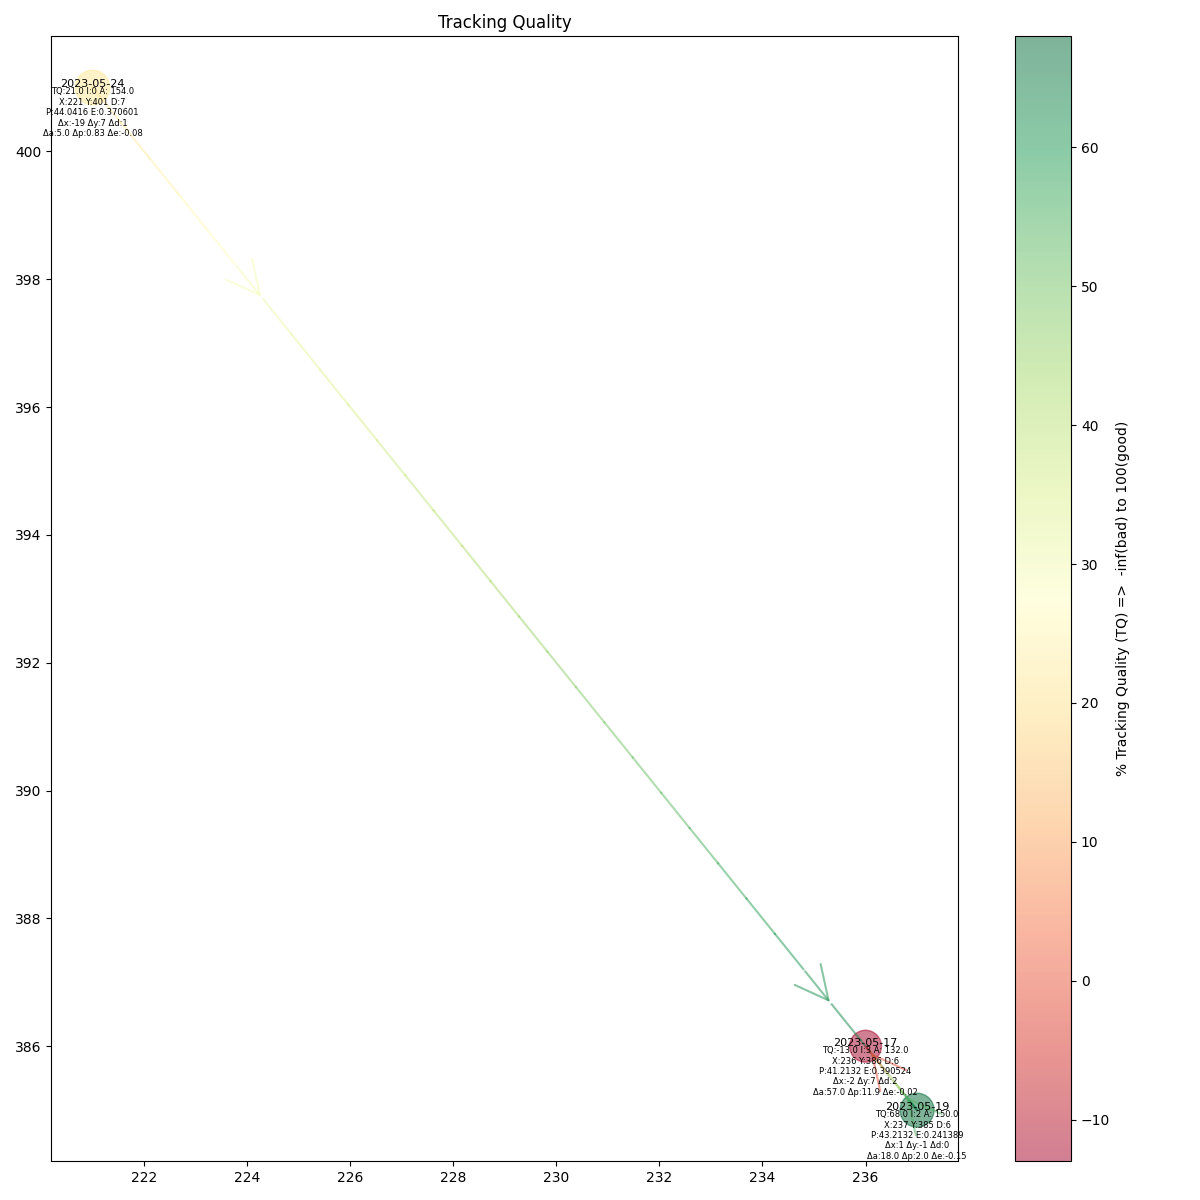 Tracking Quality
2023-05-24
TQ:21.0 I:0 A: 154.0
X:221 Y:401 D:7
P:44.0416 E:0.370601
Δx:-19 Δy:7 Δd:1
Δa:5.0 Δp:0.83 Δe:-0.08
400
398
396
394
392
390
388
386
2023-05-17
TQ:-13.0 I:3 A: 132.0
X:236 Y:386 D:6
P:41.2132 E:0.390524
Δx:-2 Δy:7 Δd:2
Δa:57.0 Δp:11.9 Δe:-0.02
2023-05-19
TQ:68.0 I:2 A: 150.0
X:237 Y:385 D:6
P:43.2132 E:0.241389
Δx:1 Δy:-1 Δd:0
Δa:18.0 Δp:2.0 Δe:-0.15
222
224
226
228
230
232
234
236
60
50
40
30
20
10
0
−10
% Tracking Quality (TQ) => -inf(bad) to 100(good)